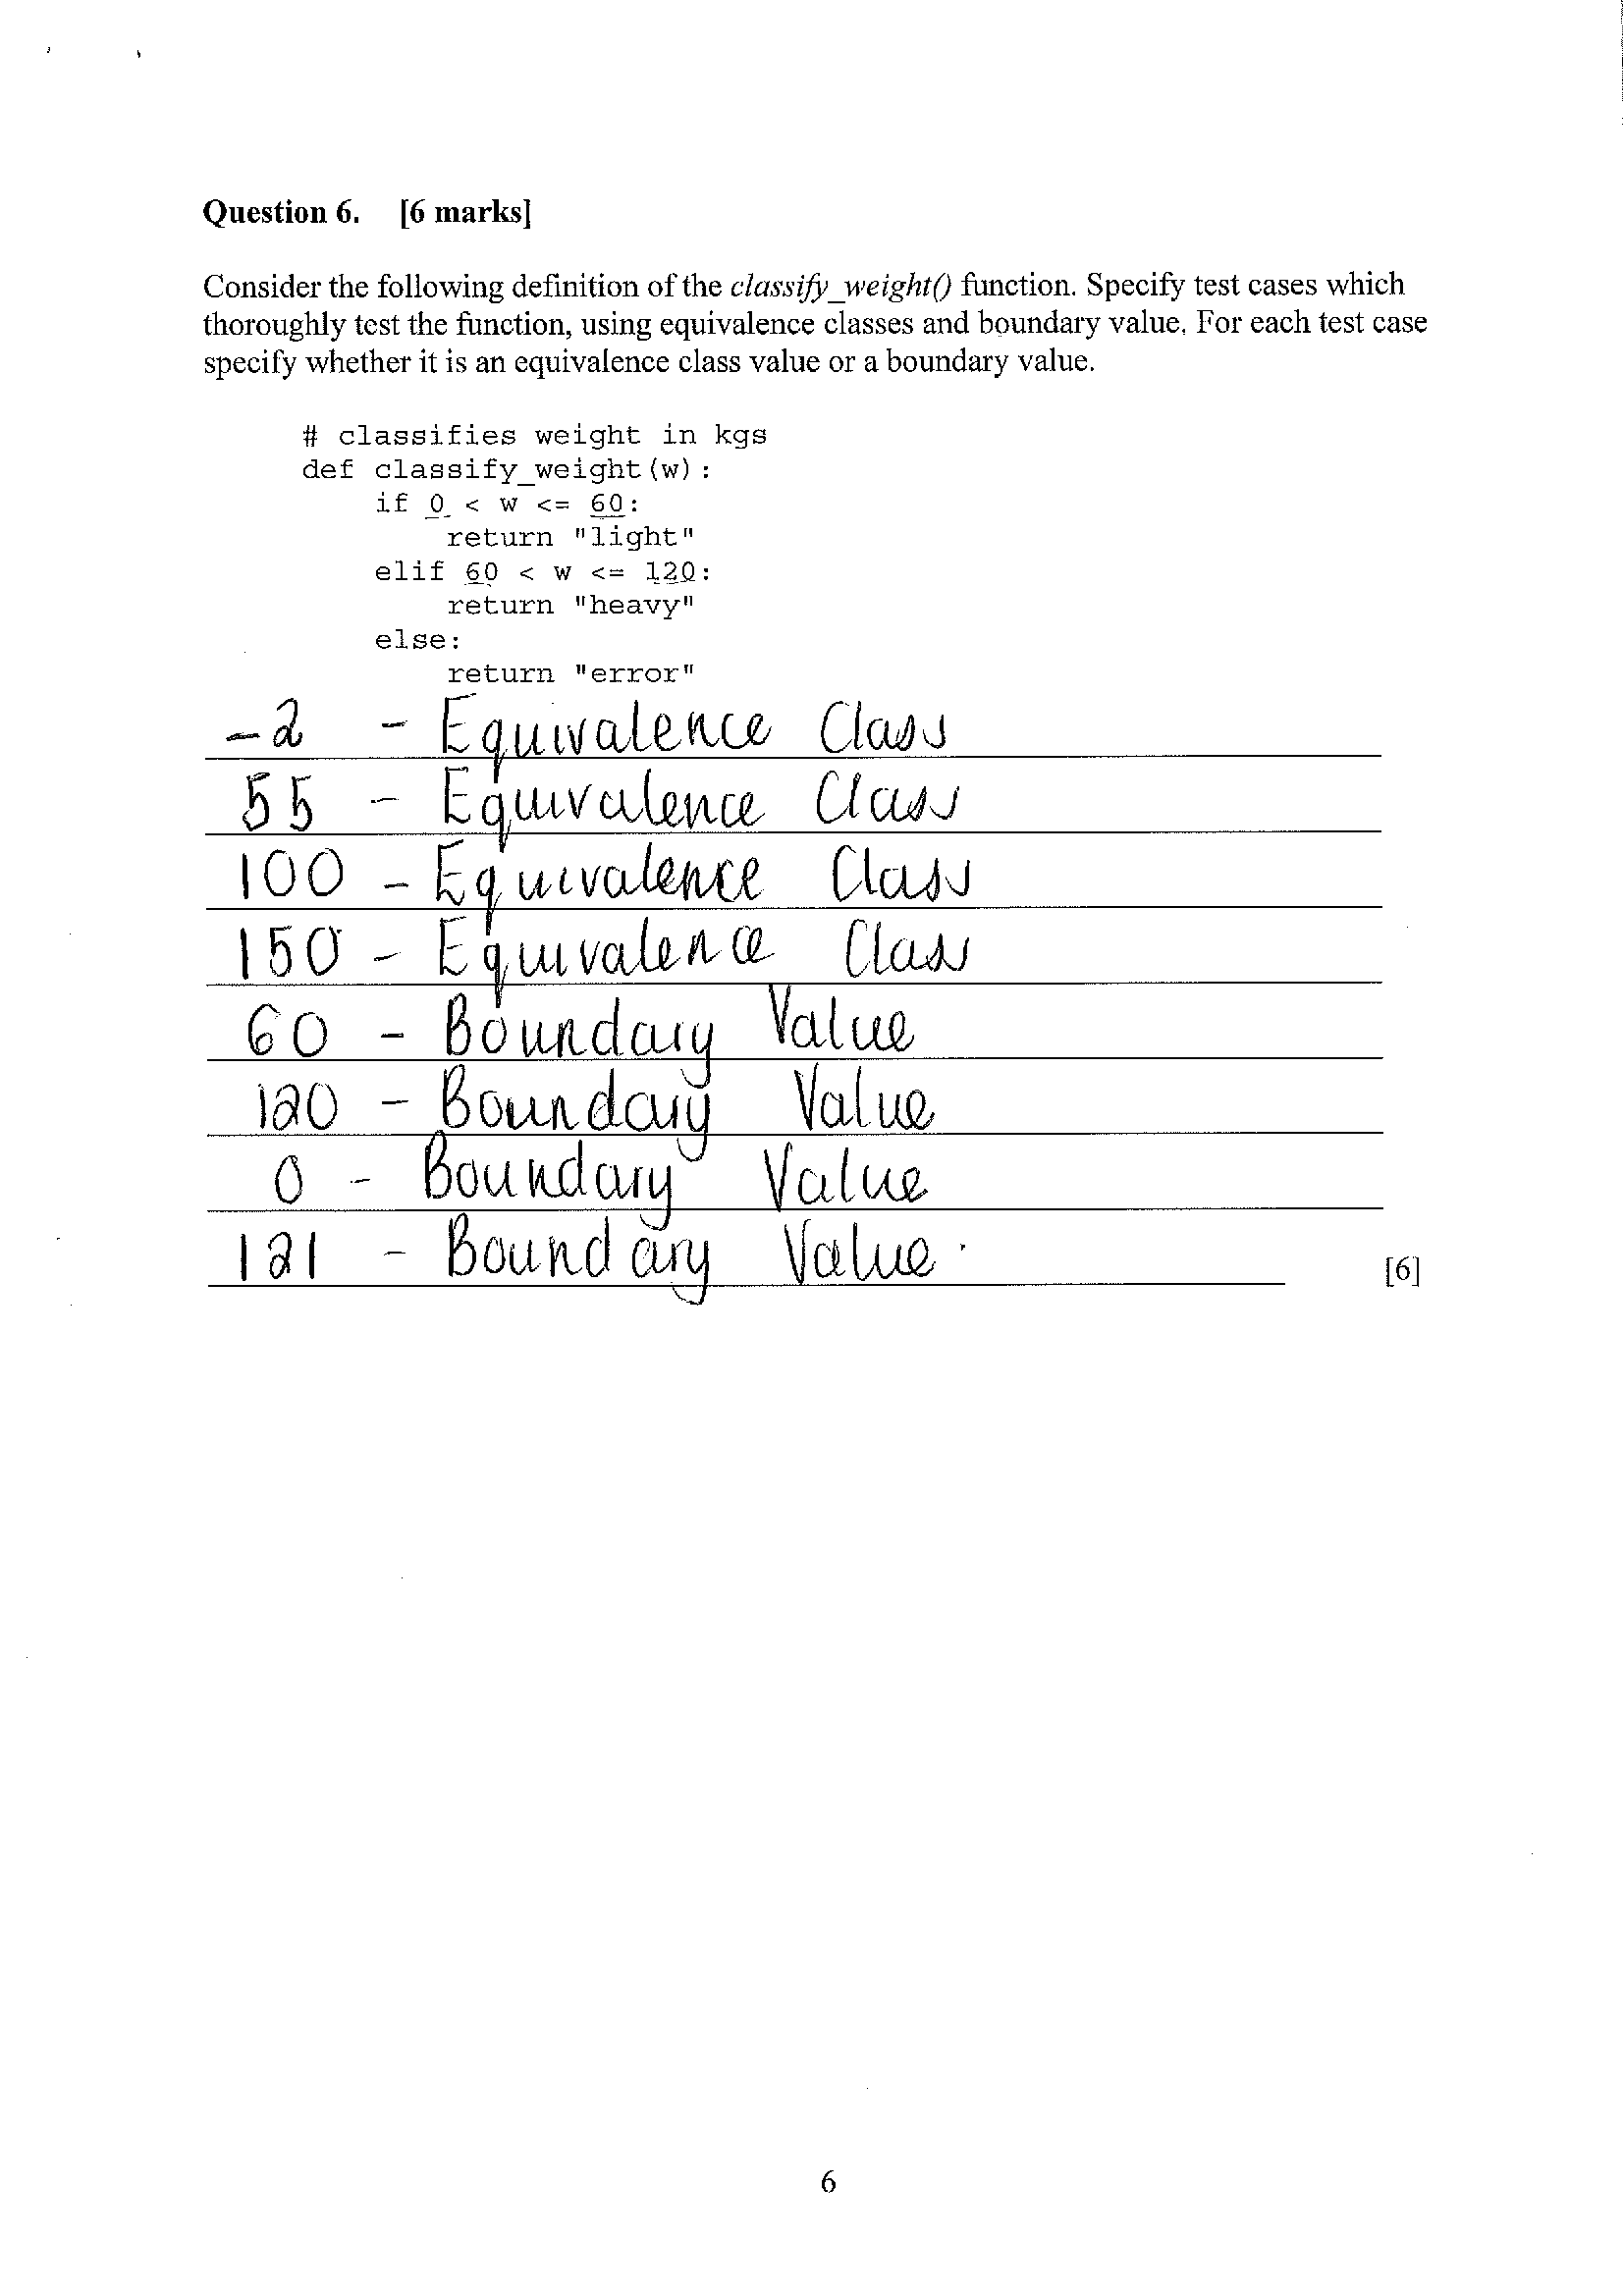 Question 6. [6 marks]
Consider the following definition of the classify_weight() function. Specify test cases which
thoroughly test the function, using equivalence classes and boundary value. For each test case
specify whether it is an equivalence class value or a boundary value.
# classifies weight in kgs
def classify_weight(w):
if 0 < w <= 60:
return "light"
elif 60 < w <= 120:
return "heavy"
else:
return "error"
-2 - Equivalence Class
55 - Equivalence Class
100 - Equivalence Class
150 - Equivalence Class
60 - Boundary Value
120 - Boundary Value
0 - Boundary Value
121 - Boundary Value.
[6]
6